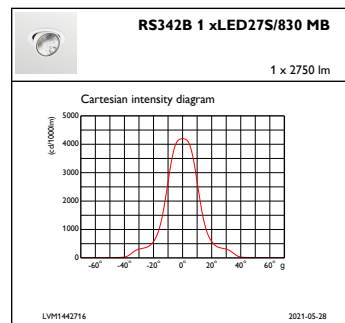 RS342B 1 xLED27S/830 MB
1 x 2750 lm
Cartesian intensity diagram
(cd/1000lm)
5000
4000
3000
2000
1000
0
-60° -40° -20° 0° 20° 40° 60° g
LVM1442716 2021-05-28